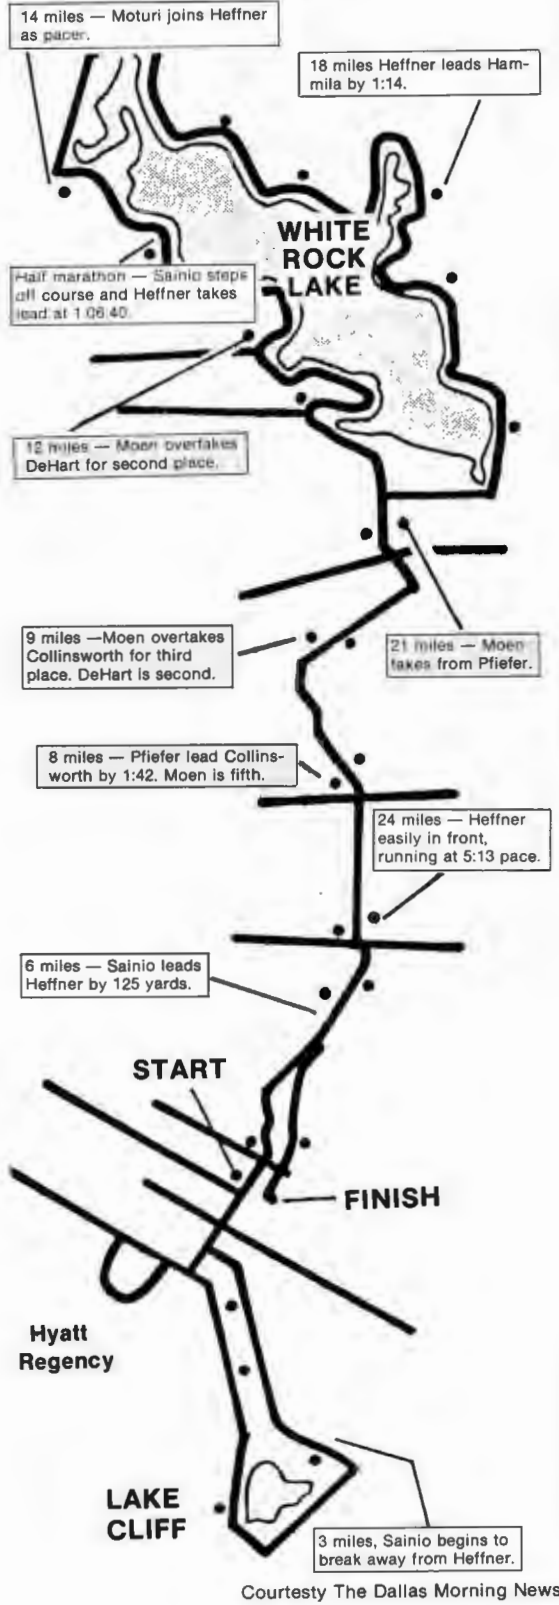 14 miles — Moturi joins Heffner
as pacer.
18 miles Heffner leads Ham-
mila by 1:14.
WHITE
ROCK
LAKE
Half marathon — Sainio steps
off course and Heffner takes
lead at 1:06:40.
12 miles — Moen overtakes
DeHart for second place.
9 miles —Moen overtakes
Collinsworth for third
place. DeHart is second.
21 miles — Moen
takes from Pfiefer.
8 miles — Pfiefer lead Collins-
worth by 1:42. Moen is fifth.
24 miles — Heffner
easily in front,
running at 5:13 pace.
6 miles — Sainio leads
Heffner by 125 yards.
START
FINISH
Hyatt
Regency
LAKE
CLIFF
3 miles, Sainio begins to
break away from Heffner.
Courtesty The Dallas Morning News